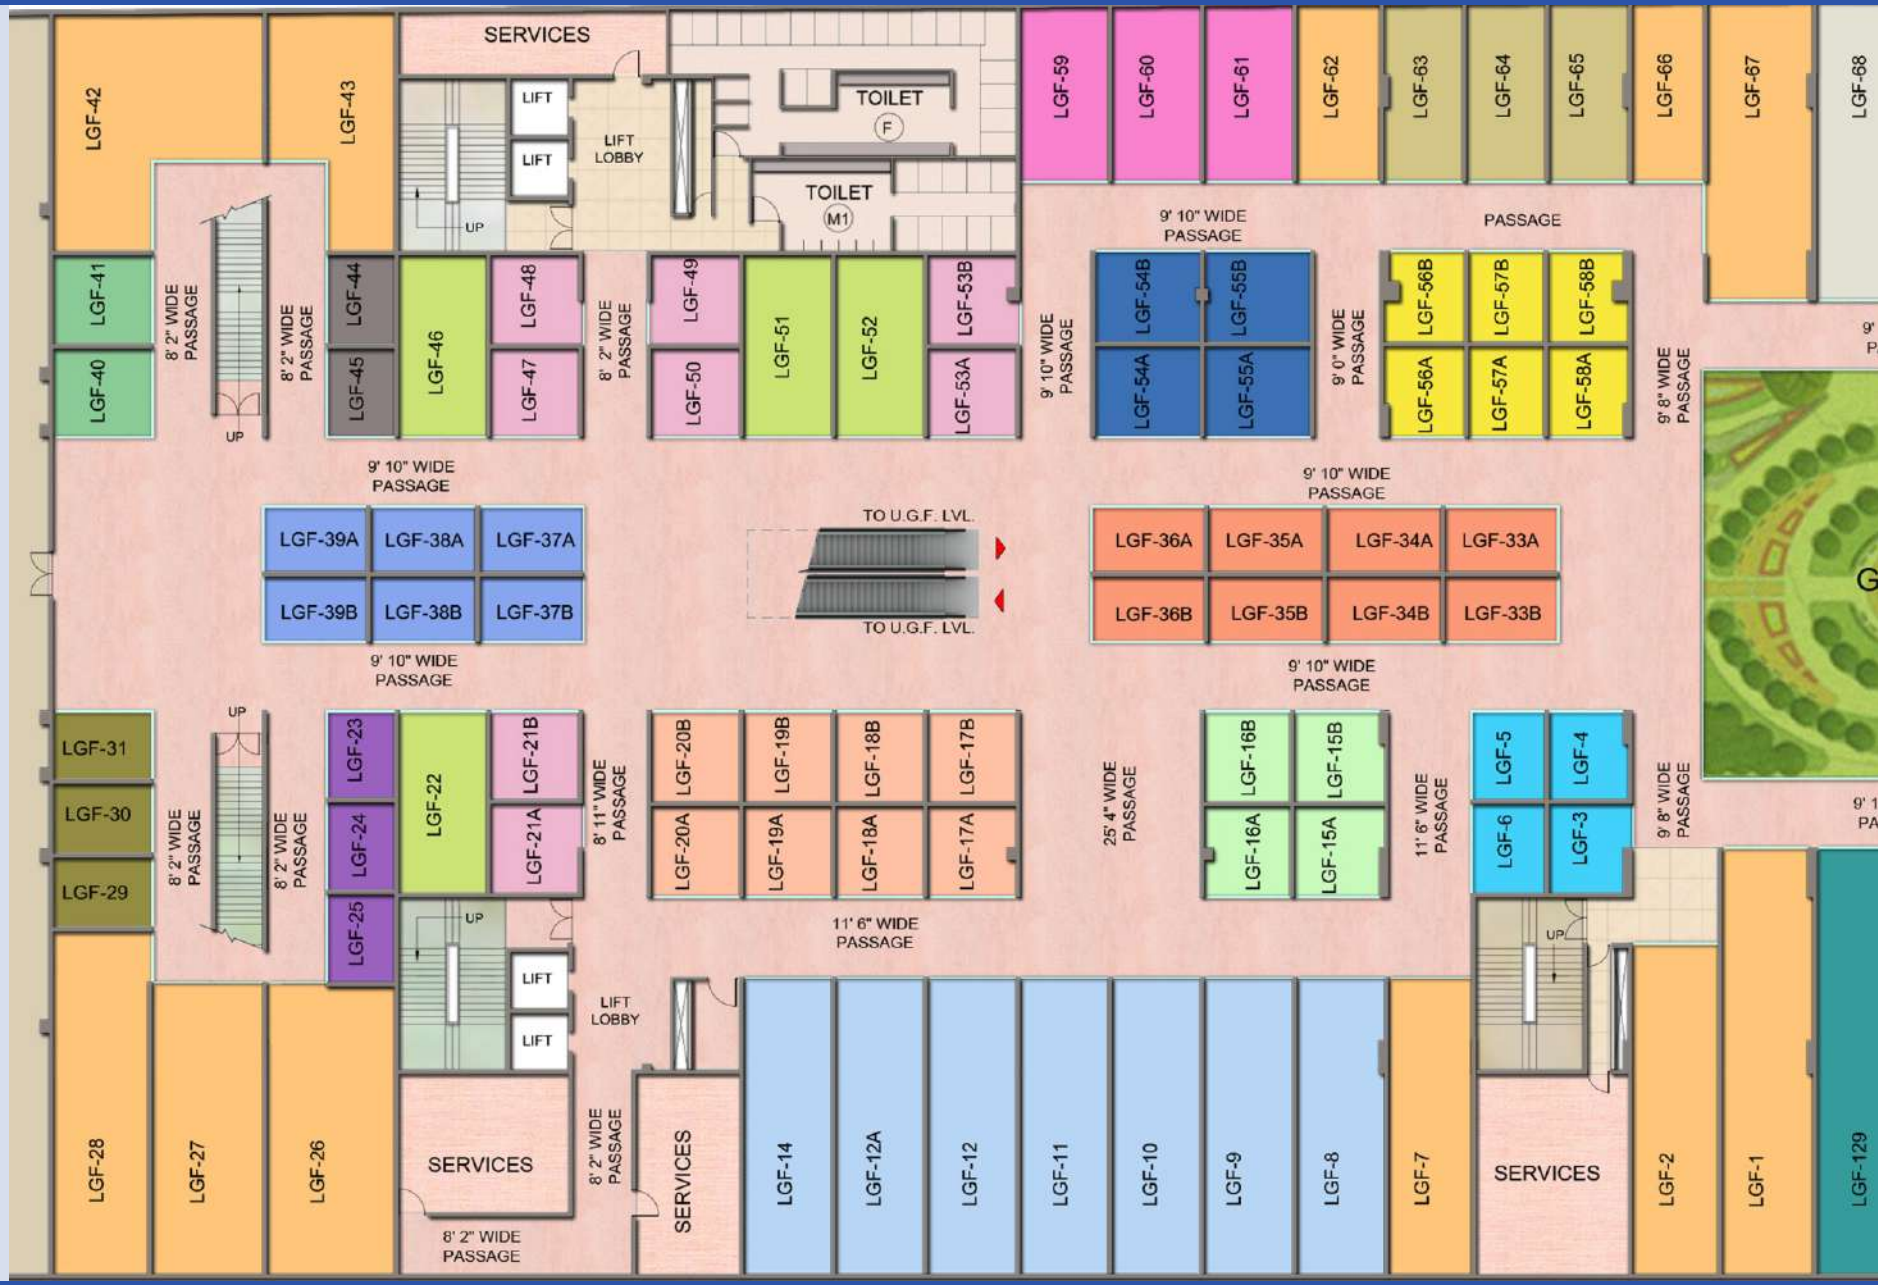 SERVICES
LGF-42
LGF-43
LIFT
LIFT
LIFT
LOBBY
TOILET
F
TOILET
M1
UP
LGF-59
LGF-60
LGF-61
LGF-62
LGF-63
LGF-64
LGF-65
LGF-66
LGF-67
LGF-68
9' 10" WIDE
PASSAGE
PASSAGE
LGF-41
LGF-40
8' 2" WIDE
PASSAGE
UP
8' 2" WIDE
PASSAGE
LGF-44
LGF-45
LGF-46
LGF-48
LGF-47
8' 2" WIDE
PASSAGE
LGF-49
LGF-50
LGF-51
LGF-52
LGF-53B
LGF-53A
9' 10" WIDE
PASSAGE
LGF-54B
LGF-55B
LGF-54A
LGF-55A
9' 0" WIDE
PASSAGE
LGF-56B
LGF-57B
LGF-58B
LGF-56A
LGF-57A
LGF-58A
9' 8" WIDE
PASSAGE
9'
9' 10" WIDE
PASSAGE
9' 10" WIDE
PASSAGE
LGF-39A
LGF-38A
LGF-37A
LGF-39B
LGF-38B
LGF-37B
TO U.G.F. LVL.
TO U.G.F. LVL.
LGF-36A
LGF-35A
LGF-34A
LGF-33A
LGF-36B
LGF-35B
LGF-34B
LGF-33B
G
9' 10" WIDE
PASSAGE
9' 10" WIDE
PASSAGE
LGF-31
LGF-30
LGF-29
8' 2" WIDE
PASSAGE
UP
8' 2" WIDE
PASSAGE
LGF-23
LGF-24
LGF-25
LGF-22
LGF-21B
LGF-21A
8' 11" WIDE
PASSAGE
LGF-20B
LGF-19B
LGF-18B
LGF-17B
LGF-20A
LGF-19A
LGF-18A
LGF-17A
25' 4" WIDE
PASSAGE
LGF-16B
LGF-15B
LGF-16A
LGF-15A
11' 6" WIDE
PASSAGE
LGF-5
LGF-4
LGF-6
LGF-3
9' 8" WIDE
PASSAGE
9' 1
PA
11' 6" WIDE
PASSAGE
UP
LIFT
LIFT
LIFT
LOBBY
UP
LGF-28
LGF-27
LGF-26
SERVICES
8' 2" WIDE
PASSAGE
8' 2" WIDE
PASSAGE
SERVICES
LGF-14
LGF-12A
LGF-12
LGF-11
LGF-10
LGF-9
LGF-8
LGF-7
SERVICES
LGF-2
LGF-1
LGF-129